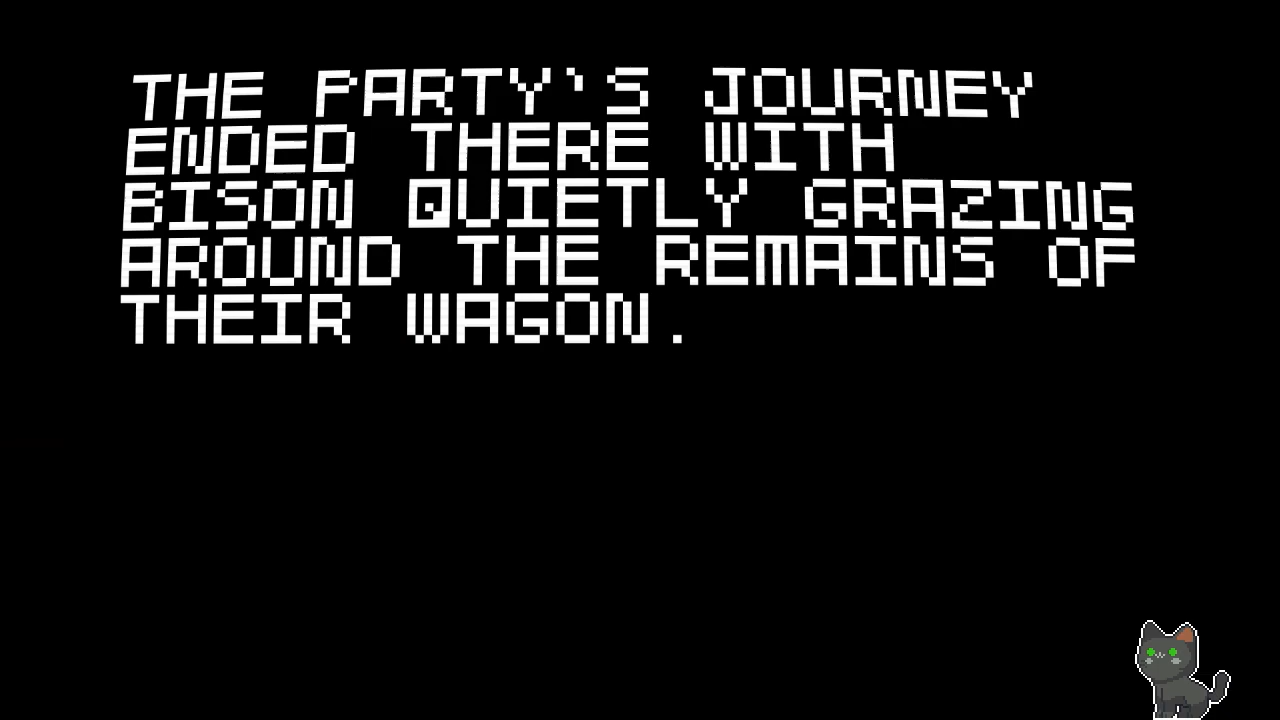 THE PARTY'S JOURNEY
ENDED THERE WITH
BISON QUIETLY GRAZING
AROUND THE REMAINS OF
THEIR WAGON.